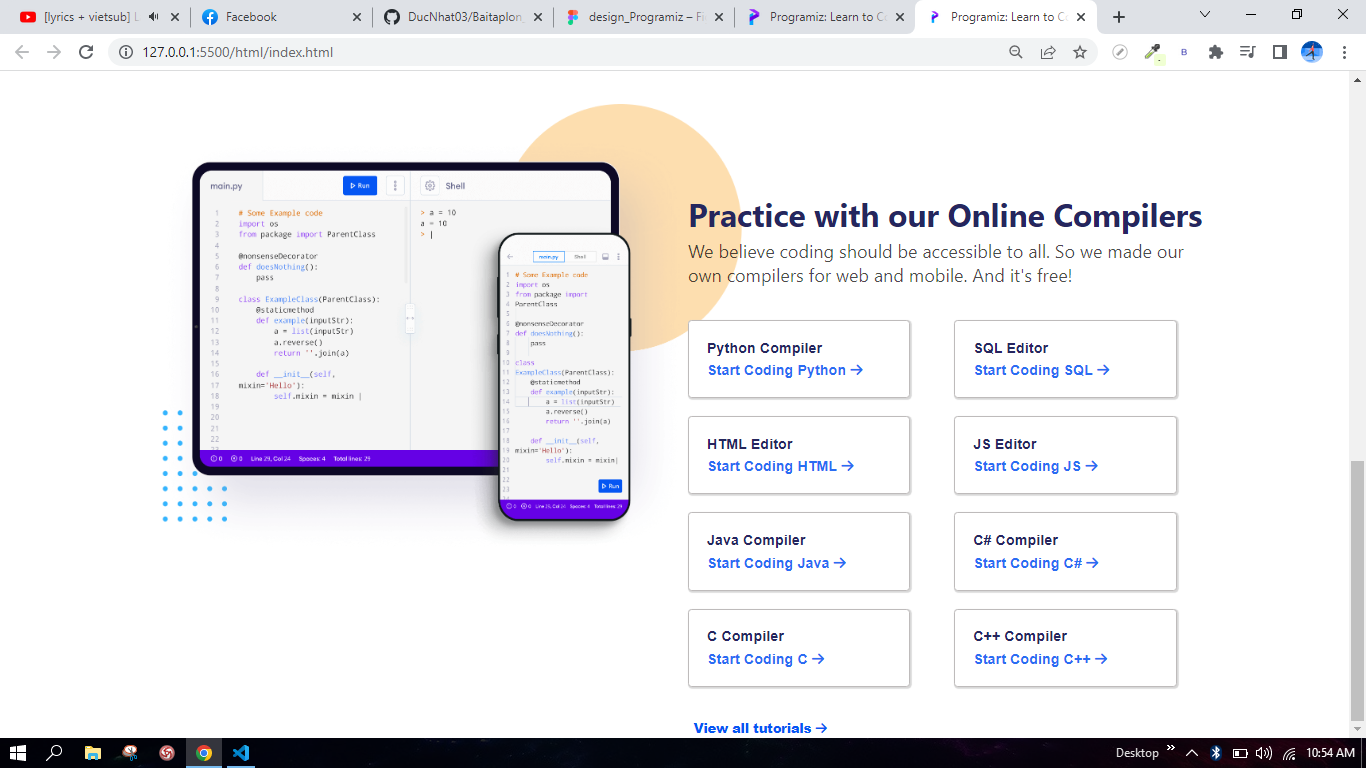 [lyrics + vietsub] L
Facebook
DucNhat03/Baitaplon_
design_Programiz – Fi
Programiz: Learn to Co
Programiz: Learn to Co
127.0.0.1:5500/html/index.html
B
main.py
Run
Shell
1 # Some Example code
2 import os
3 from package import ParentClass
4
5 @nonsenseDecorator
6 def doesNothing():
7 pass
8
9 class ExampleClass(ParentClass):
10 @staticmethod
11 def example(inputStr):
12 a = list(inputStr)
13 a.reverse()
14 return ''.join(a)
15
16 def __init__(self,
17 mixin='Hello'):
18 self.mixin = mixin |
19
20
21
22
> a = 10
a = 10
> |
0 0 Line 29, Col 24 Spaces: 4 Total lines: 29
main.py Shell
1 # Some Example code
2 import os
3 from package import
4 ParentClass
5
6 @nonsenseDecorator
7 def doesNothing():
8 pass
9
10 class
11 ExampleClass(ParentClass):
12 @staticmethod
13 def example(inputStr):
14 a = list(inputStr)
15 a.reverse()
16 return ''.join(a)
17
18 def __init__(self,
19 mixin='Hello'):
20 self.mixin = mixin|
21
22
23
Run
Spaces: 4 Total lines: 29
Practice with our Online Compilers
We believe coding should be accessible to all. So we made our
own compilers for web and mobile. And it's free!
Python Compiler
Start Coding Python →
SQL Editor
Start Coding SQL →
HTML Editor
Start Coding HTML →
JS Editor
Start Coding JS →
Java Compiler
Start Coding Java →
C# Compiler
Start Coding C# →
C Compiler
Start Coding C →
C++ Compiler
Start Coding C++ →
View all tutorials →
Desktop
10:54 AM